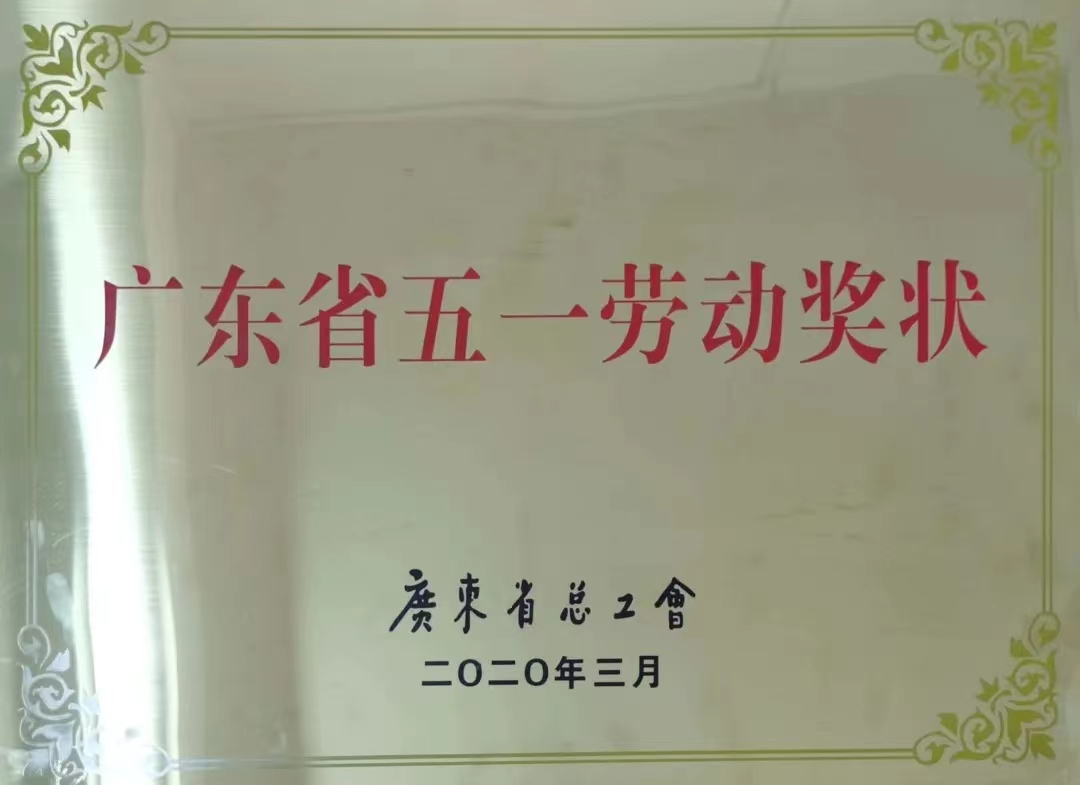 广东省五一劳动奖状
廣東省总工會
二〇二〇年三月